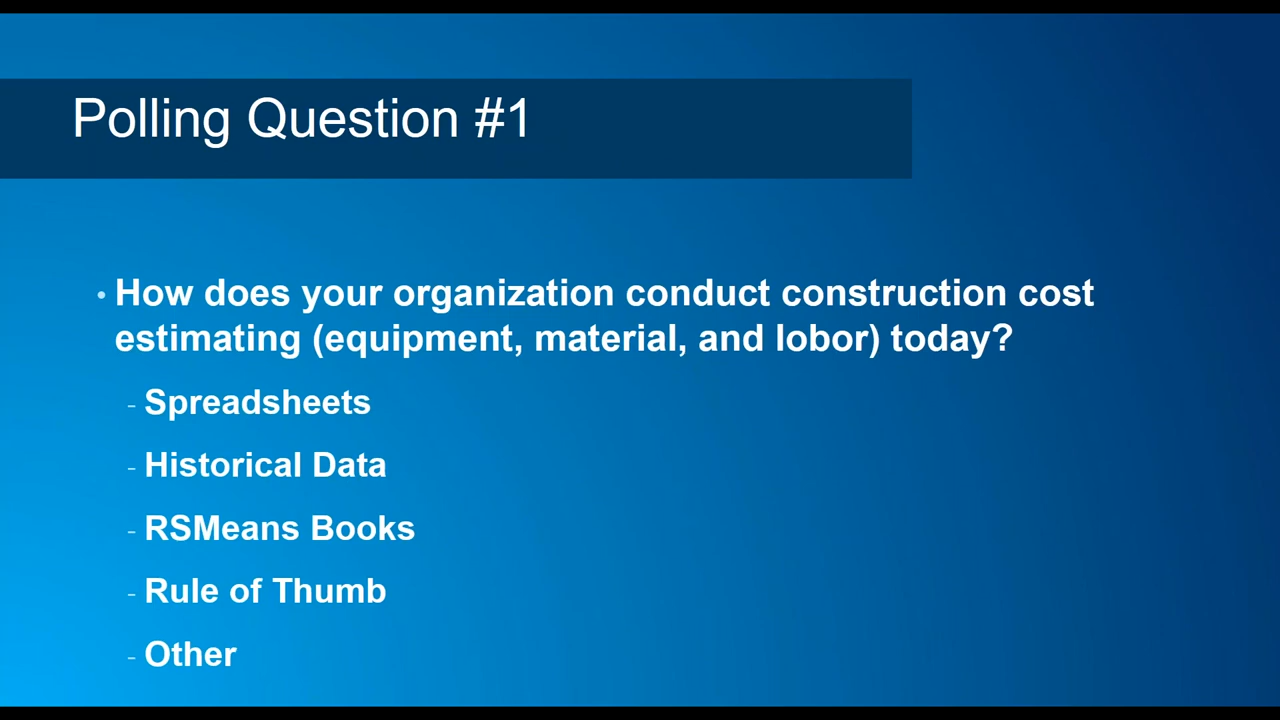 Polling Question #1
• How does your organization conduct construction cost
estimating (equipment, material, and lobor) today?
- Spreadsheets
- Historical Data
- RSMeans Books
- Rule of Thumb
- Other